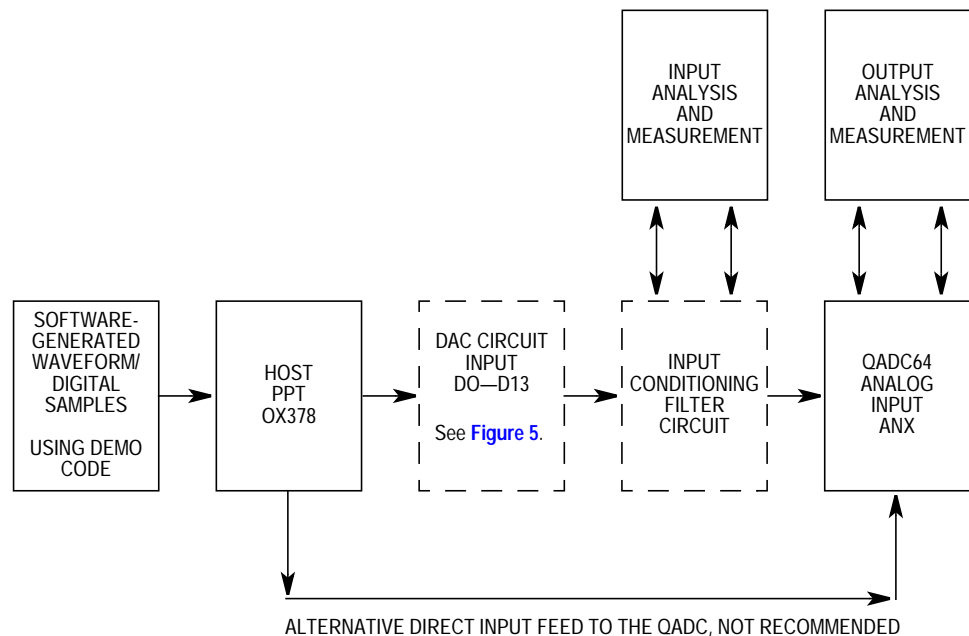 INPUT
ANALYSIS
AND
MEASUREMENT
OUTPUT
ANALYSIS
AND
MEASUREMENT
SOFTWARE-
GENERATED
WAVEFORM/
DIGITAL
SAMPLES
USING DEMO
CODE
HOST
PPT
OX378
DAC CIRCUIT
INPUT
DO—D13
See Figure 5.
INPUT
CONDITIONING
FILTER
CIRCUIT
QADC64
ANALOG
INPUT
ANX
ALTERNATIVE DIRECT INPUT FEED TO THE QADC, NOT RECOMMENDED